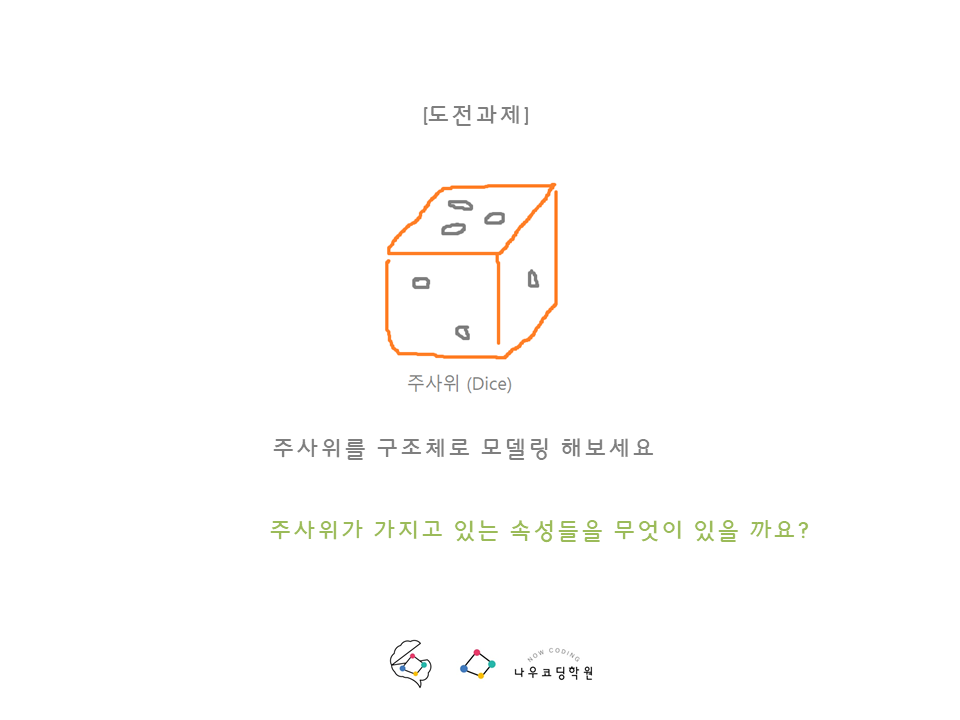 [도전과제]
주사위 (Dice)
주사위를 구조체로 모델링 해보세요
주사위가 가지고 있는 속성들을 무엇이 있을 까요?
NOW CODING
나우코딩학원